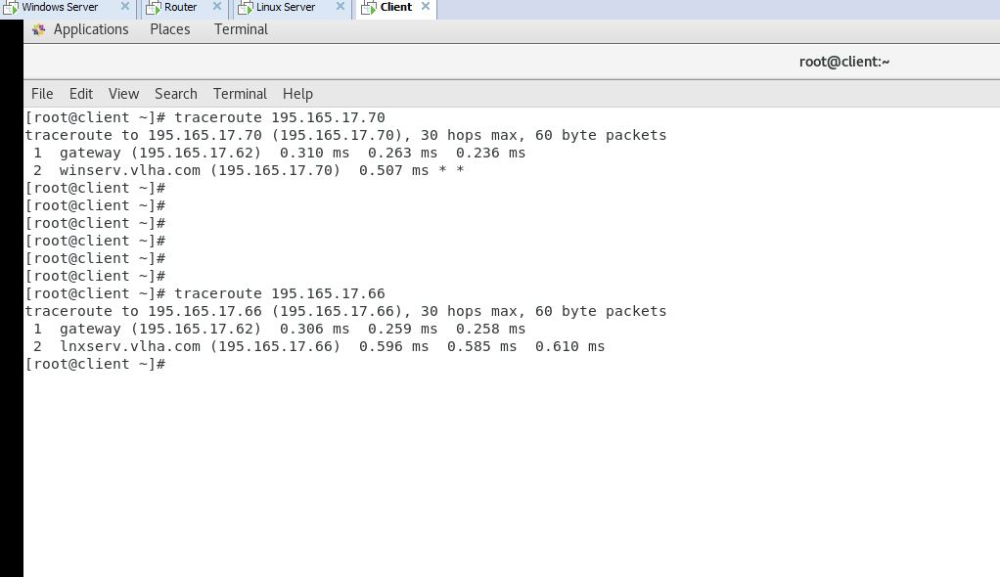 Windows Server Router Linux Server Client
Applications Places Terminal
root@client:~
File Edit View Search Terminal Help
[root@client ~]# traceroute 195.165.17.70
traceroute to 195.165.17.70 (195.165.17.70), 30 hops max, 60 byte packets
 1  gateway (195.165.17.62)  0.310 ms  0.263 ms  0.236 ms
 2  winserv.vlha.com (195.165.17.70)  0.507 ms * *
[root@client ~]#
[root@client ~]#
[root@client ~]#
[root@client ~]#
[root@client ~]#
[root@client ~]#
[root@client ~]# traceroute 195.165.17.66
traceroute to 195.165.17.66 (195.165.17.66), 30 hops max, 60 byte packets
 1  gateway (195.165.17.62)  0.306 ms  0.259 ms  0.258 ms
 2  lnxserv.vlha.com (195.165.17.66)  0.596 ms  0.585 ms  0.610 ms
[root@client ~]#